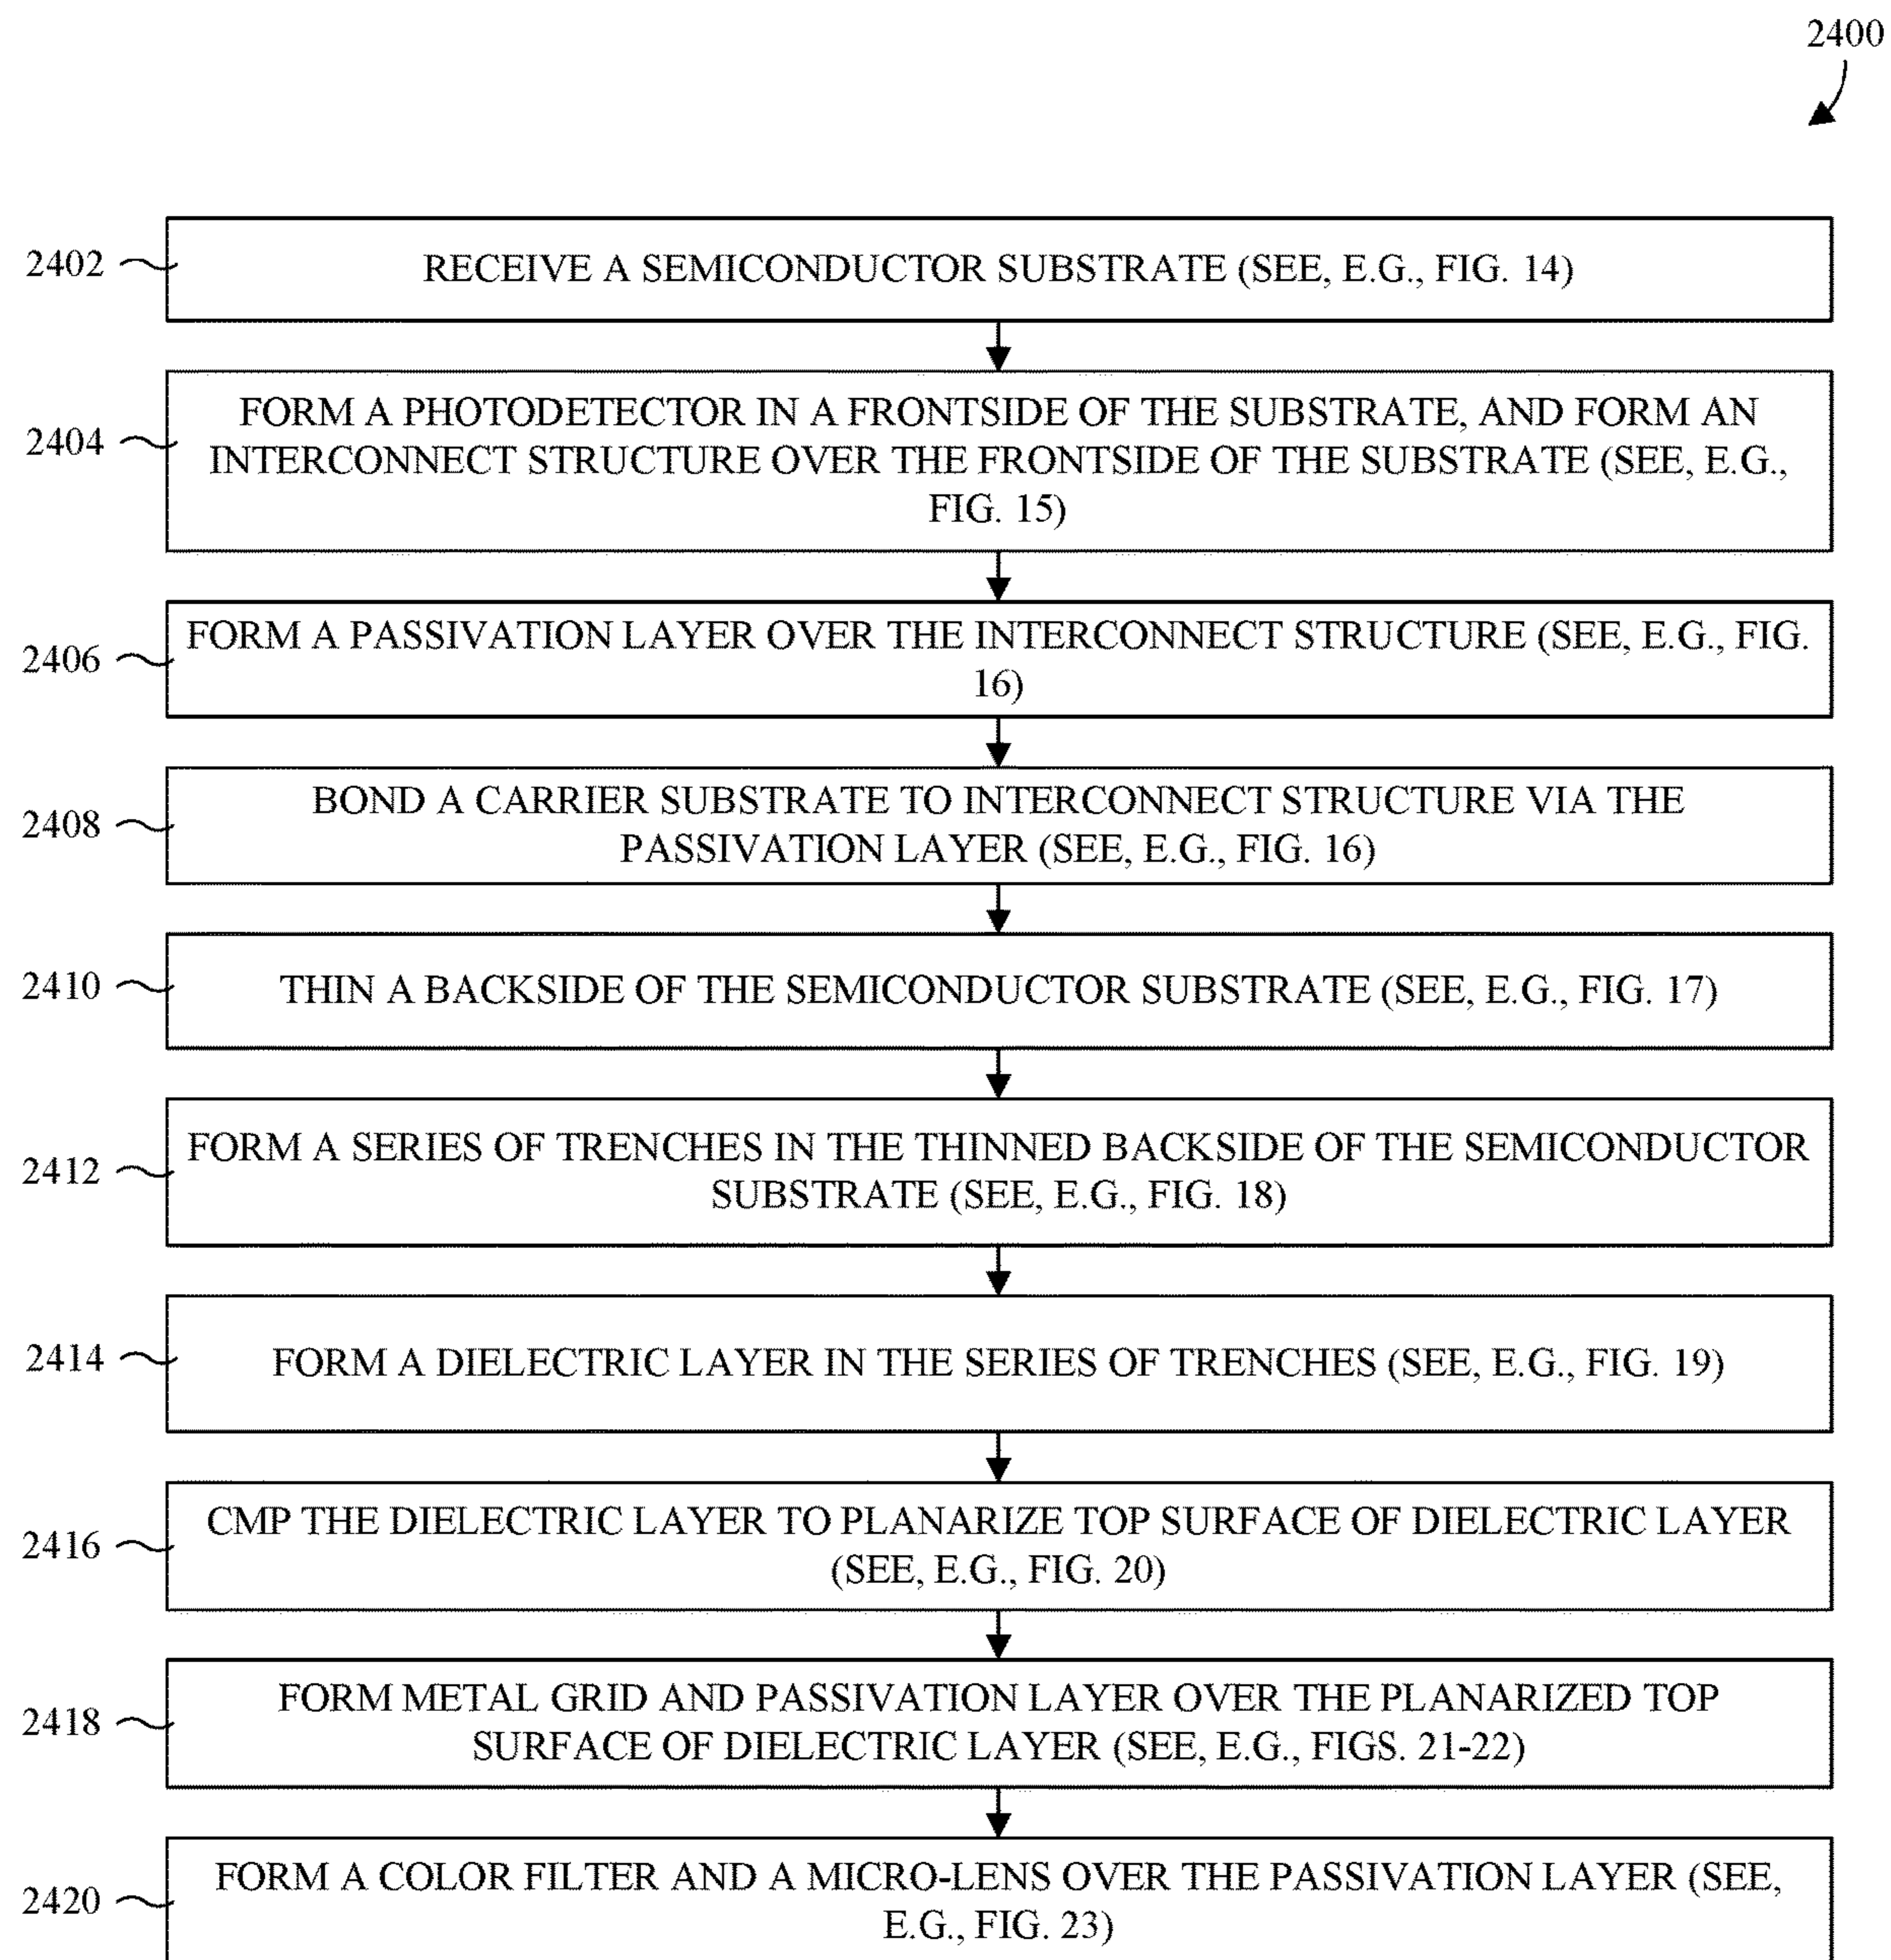 2400
2402
RECEIVE A SEMICONDUCTOR SUBSTRATE (SEE, E.G., FIG. 14)
2404
FORM A PHOTODETECTOR IN A FRONTSIDE OF THE SUBSTRATE, AND FORM AN
INTERCONNECT STRUCTURE OVER THE FRONTSIDE OF THE SUBSTRATE (SEE, E.G.,
FIG. 15)
2406
FORM A PASSIVATION LAYER OVER THE INTERCONNECT STRUCTURE (SEE, E.G., FIG.
16)
2408
BOND A CARRIER SUBSTRATE TO INTERCONNECT STRUCTURE VIA THE
PASSIVATION LAYER (SEE, E.G., FIG. 16)
2410
THIN A BACKSIDE OF THE SEMICONDUCTOR SUBSTRATE (SEE, E.G., FIG. 17)
2412
FORM A SERIES OF TRENCHES IN THE THINNED BACKSIDE OF THE SEMICONDUCTOR
SUBSTRATE (SEE, E.G., FIG. 18)
2414
FORM A DIELECTRIC LAYER IN THE SERIES OF TRENCHES (SEE, E.G., FIG. 19)
2416
CMP THE DIELECTRIC LAYER TO PLANARIZE TOP SURFACE OF DIELECTRIC LAYER
(SEE, E.G., FIG. 20)
2418
FORM METAL GRID AND PASSIVATION LAYER OVER THE PLANARIZED TOP
SURFACE OF DIELECTRIC LAYER (SEE, E.G., FIGS. 21-22)
2420
FORM A COLOR FILTER AND A MICRO-LENS OVER THE PASSIVATION LAYER (SEE,
E.G., FIG. 23)